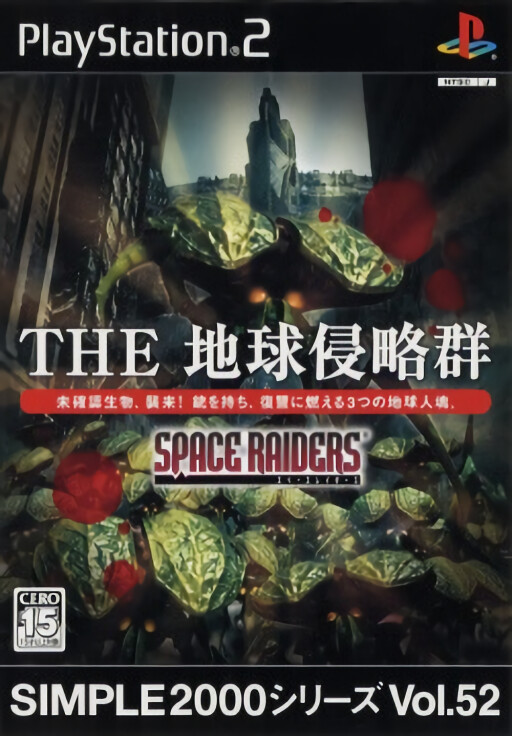 PlayStation.2
NTSC J
THE 地球侵略群
未確認生物、襲来！ 銃を持ち、復讐に燃える3つの地球人魂。
SPACE RAIDERS
CERO
15
SIMPLE2000シリーズ Vol.52